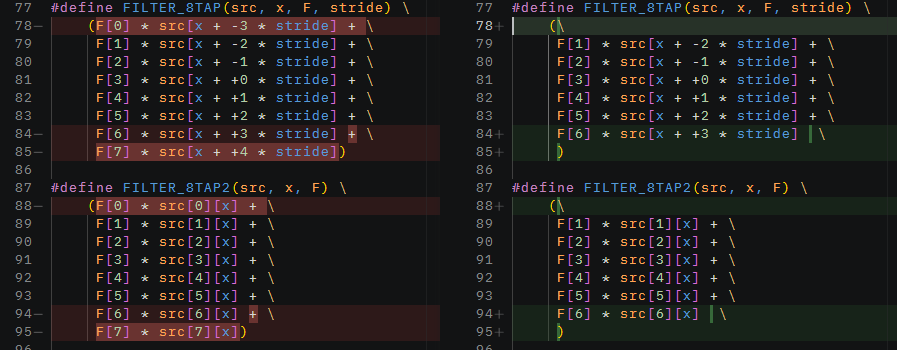 77 #define FILTER_8TAP(src, x, F, stride) \
78− (F[0] * src[x + -3 * stride] + \
79 F[1] * src[x + -2 * stride] + \
80 F[2] * src[x + -1 * stride] + \
81 F[3] * src[x + +0 * stride] + \
82 F[4] * src[x + +1 * stride] + \
83 F[5] * src[x + +2 * stride] + \
84− F[6] * src[x + +3 * stride] + \
85− F[7] * src[x + +4 * stride])
86
87 #define FILTER_8TAP2(src, x, F) \
88− (F[0] * src[0][x] + \
89 F[1] * src[1][x] + \
90 F[2] * src[2][x] + \
91 F[3] * src[3][x] + \
92 F[4] * src[4][x] + \
93 F[5] * src[5][x] + \
94− F[6] * src[6][x] + \
95− F[7] * src[7][x])
96
77 #define FILTER_8TAP(src, x, F, stride) \
78+ (\
79 F[1] * src[x + -2 * stride] + \
80 F[2] * src[x + -1 * stride] + \
81 F[3] * src[x + +0 * stride] + \
82 F[4] * src[x + +1 * stride] + \
83 F[5] * src[x + +2 * stride] + \
84+ F[6] * src[x + +3 * stride] \
85+ )
86
87 #define FILTER_8TAP2(src, x, F) \
88+ (\
89 F[1] * src[1][x] + \
90 F[2] * src[2][x] + \
91 F[3] * src[3][x] + \
92 F[4] * src[4][x] + \
93 F[5] * src[5][x] + \
94+ F[6] * src[6][x] \
95+ )
96